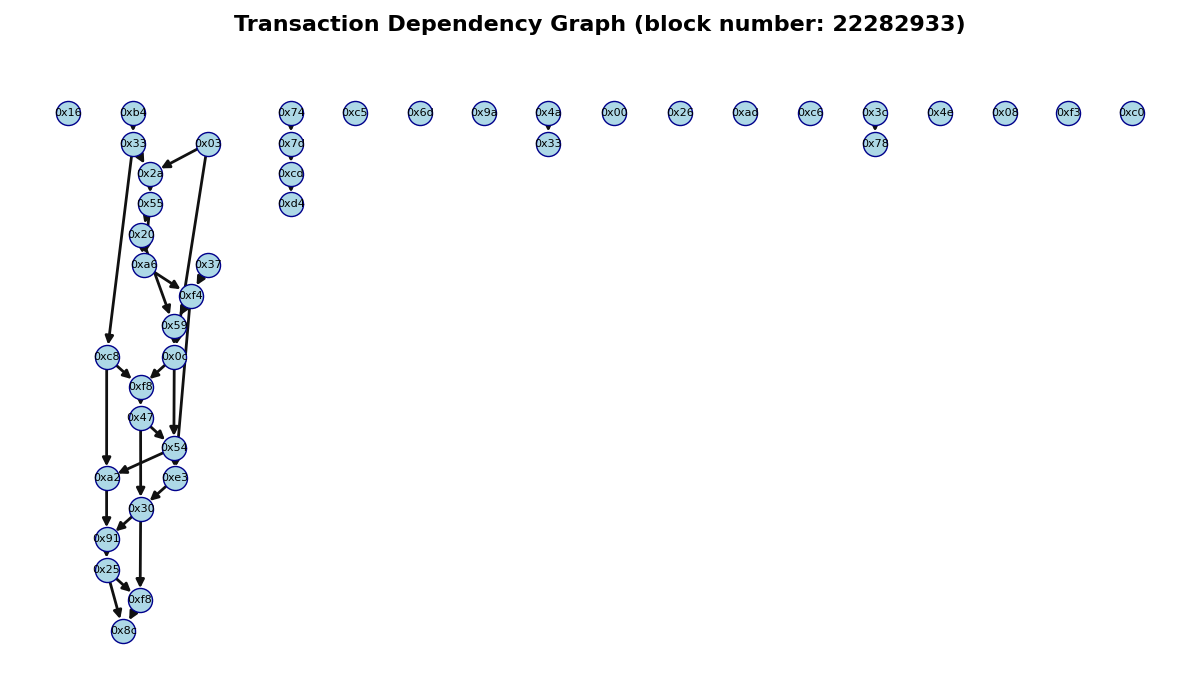 Transaction Dependency Graph (block number: 22282933)
0x16 0xb4 0x74 0xc5 0x6d 0x9a 0x4a 0x00 0x26 0xad 0xc6 0x3c 0x4e 0x08 0xf3 0xc0
0x33 0x03 0x7d 0x33 0x78
0x2a 0xcd
0x55 0xd4
0x20
0xa6 0x37
0xf4
0x59
0xc8 0x0c
0xf8
0x47
0x54
0xa2 0xe3
0x30
0x91
0x25
0xf8
0x8c